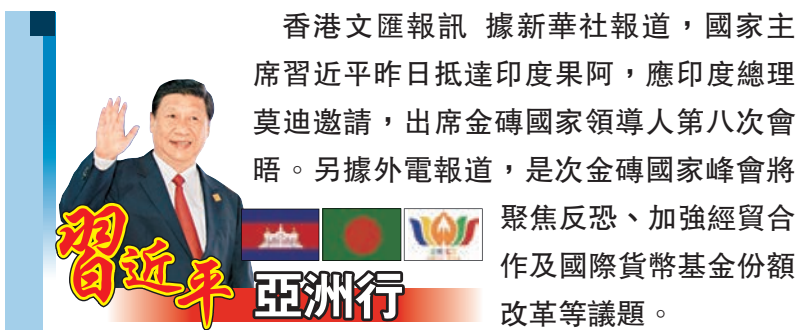 香港文匯報訊 據新華社報道，國家主
席習近平昨日抵達印度果阿，應印度總理
莫迪邀請，出席金磚國家領導人第八次會
晤。另據外電報道，是次金磚國家峰會將
聚焦反恐、加強經貿合
作及國際貨幣基金份額
改革等議題。
習近平
亞洲行